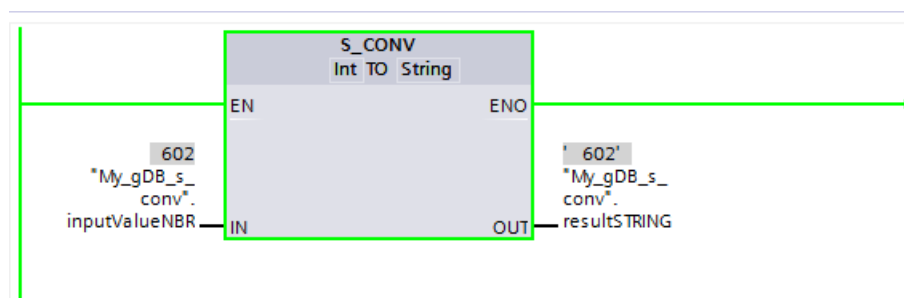 S_CONV
Int TO String
EN ENO
602
"My_gDB_s_
conv".
inputValueNBR
IN
'  602'
"My_gDB_s_
conv".
resultSTRING
OUT